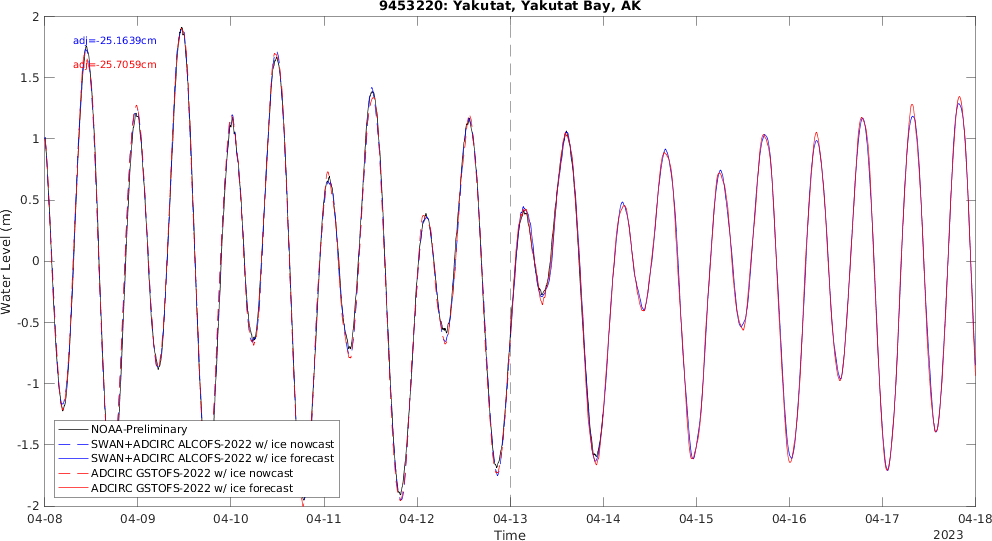 9453220: Yakutat, Yakutat Bay, AK
adj=-25.1639cm
adj=-25.7059cm
Water Level (m)
2
1.5
1
0.5
0
-0.5
-1
-1.5
-2
NOAA-Preliminary
SWAN+ADCIRC ALCOFS-2022 w/ ice nowcast
SWAN+ADCIRC ALCOFS-2022 w/ ice forecast
ADCIRC GSTOFS-2022 w/ ice nowcast
ADCIRC GSTOFS-2022 w/ ice forecast
04-08 04-09 04-10 04-11 04-12 04-13 04-14 04-15 04-16 04-17 04-18
Time
2023